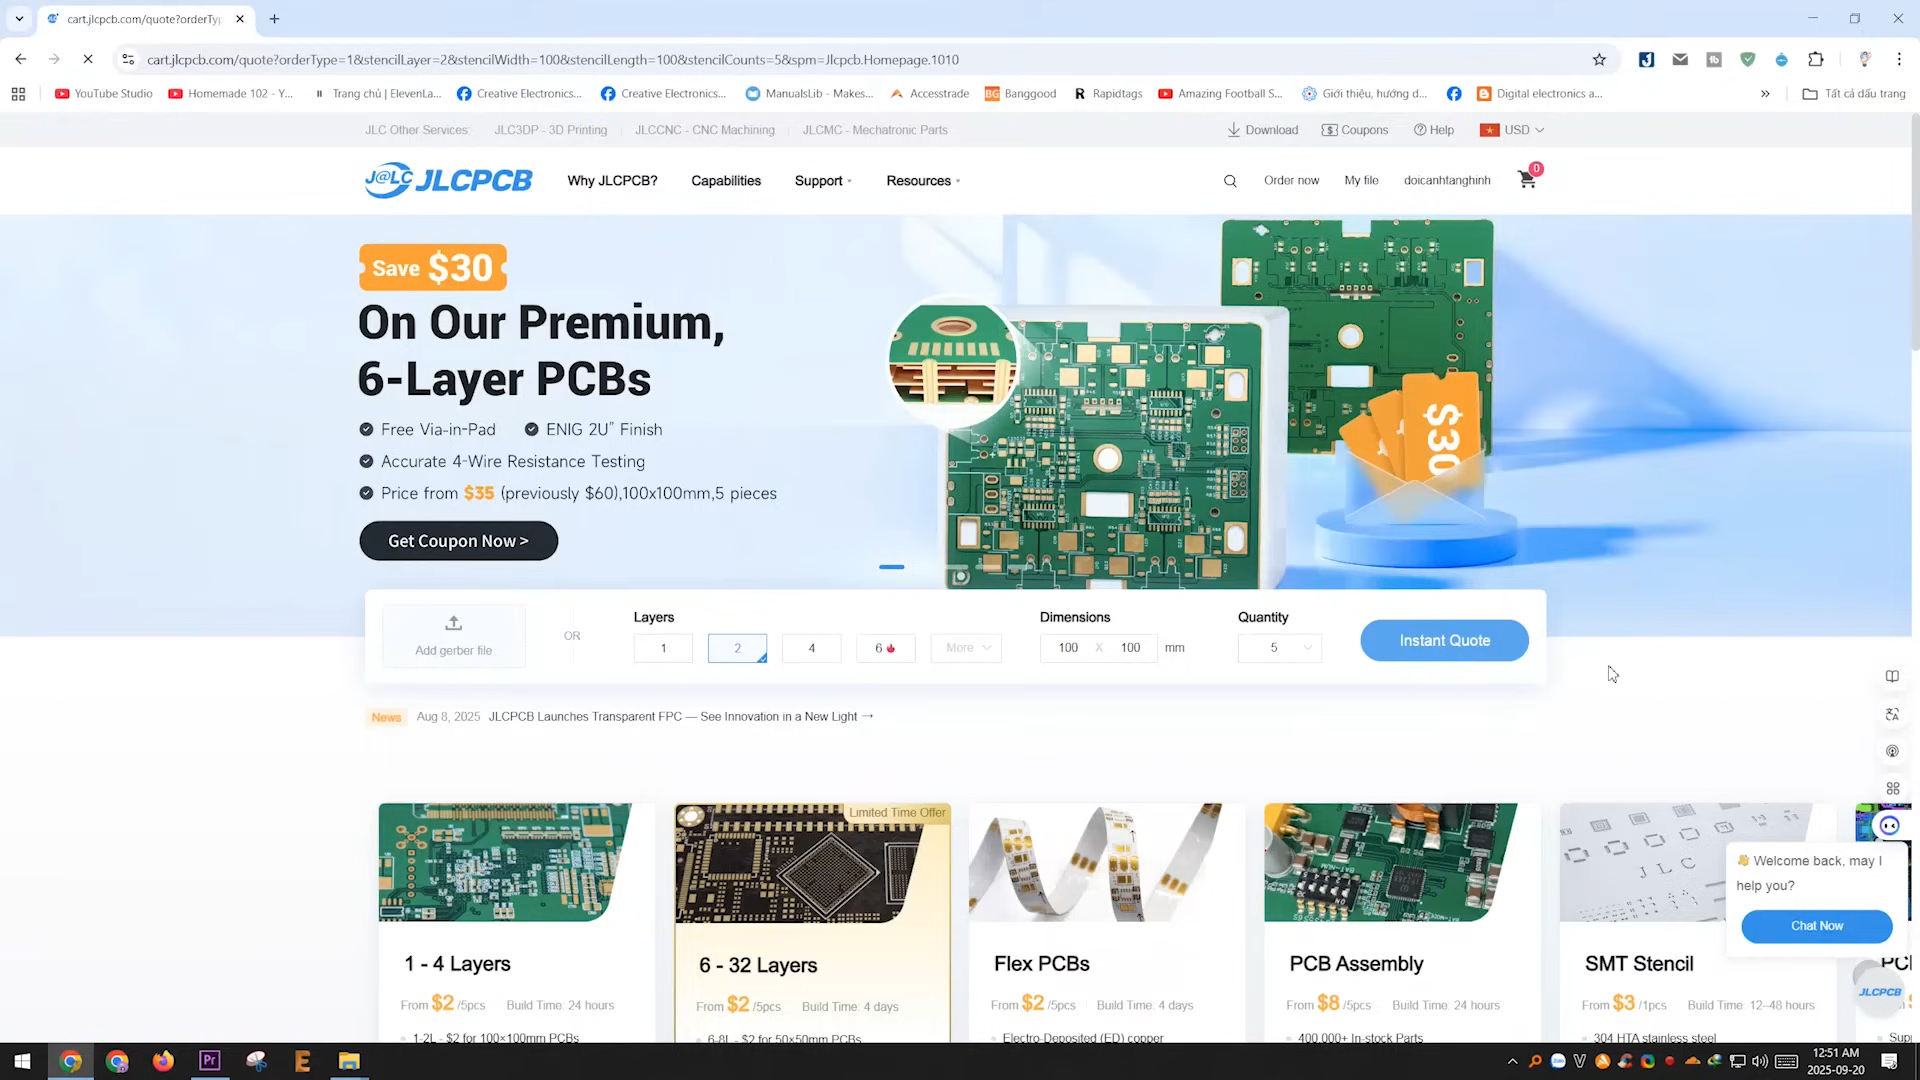 cart.jlcpcb.com/quote?orderTyp
cart.jlcpcb.com/quote?orderType=1&stencilLayer=2&stencilWidth=100&stencilLength=100&stencilCounts=5&spm=Jlcpcb.Homepage.1010
YouTube Studio
Homemade 102 - Y...
Trang chủ | ElevenLa...
Creative Electronics...
Creative Electronics...
ManualsLib - Makes...
Accesstrade
BG Banggood
R Rapidtags
Amazing Football S...
Giới thiệu, hướng d...
Digital electronics a...
Tất cả dấu trang
JLC Other Services:
JLC3DP - 3D Printing
JLCCNC - CNC Machining
JLCMC - Mechatronic Parts
Download
Coupons
Help
USD
J@LC JLCPCB
Why JLCPCB?
Capabilities
Support
Resources
Order now
My file
doicanhtanghinh
0
Save $30
On Our Premium,
6-Layer PCBs
Free Via-in-Pad
ENIG 2U" Finish
Accurate 4-Wire Resistance Testing
Price from $35 (previously $60),100x100mm,5 pieces
Get Coupon Now >
$30
Add gerber file
OR
Layers
1
2
4
6
More
Dimensions
100 X 100 mm
Quantity
5
Instant Quote
News
Aug 8, 2025
JLCPCB Launches Transparent FPC — See Innovation in a New Light →
Limited Time Offer
ON
J L C
1 - 4 Layers
From $2 /5pcs
Build Time: 24 hours
1-2L - $2 for 100×100mm PCBs
6 - 32 Layers
From $2 /5pcs
Build Time: 4 days
6-8L - $2 for 50x50mm PCBs
Flex PCBs
From $2 /5pcs
Build Time: 4 days
Electro-Deposited (ED) copper
PCB Assembly
From $8 /5pcs
Build Time: 24 hours
400,000+ In-stock Parts
SMT Stencil
From $3 /1pcs
Build Time: 12–48 hours
304 HTA stainless steel
👋 Welcome back, may I
help you?
Chat Now
JLCPCB
Pr
E
12:51 AM
2025-09-20